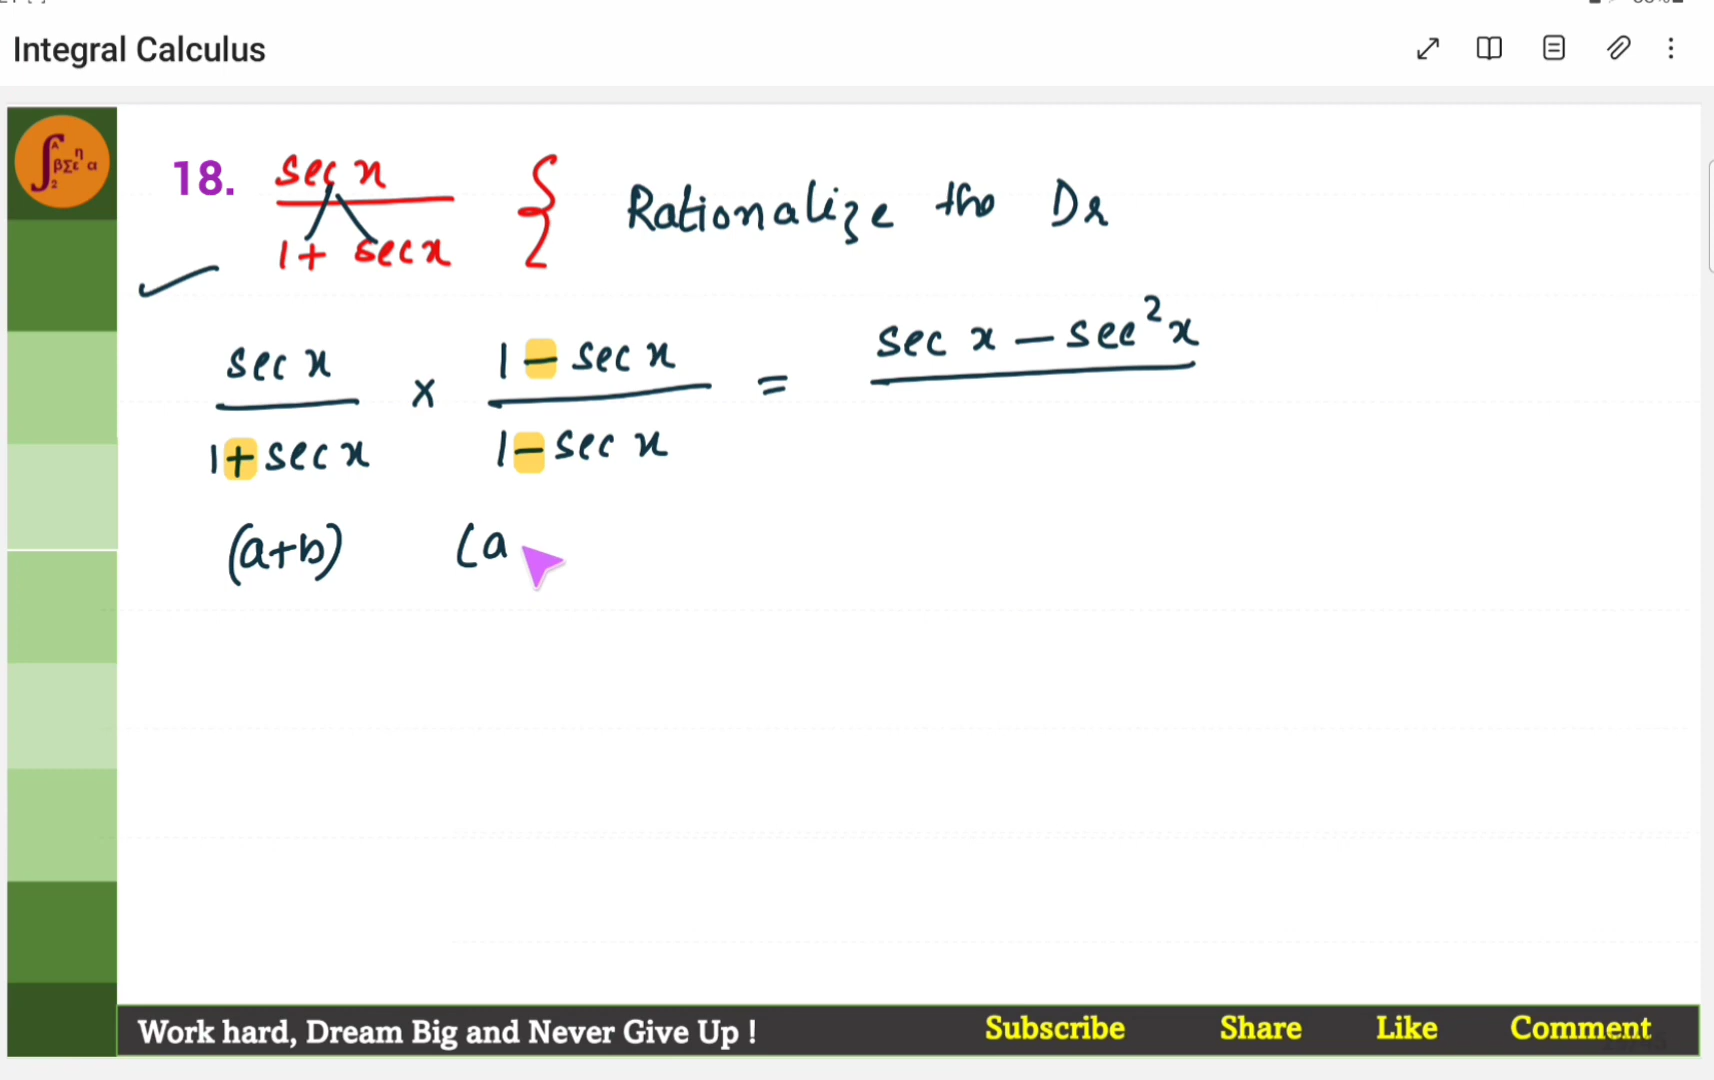 Integral Calculus
18. sec x / 1 + sec x } Rationalize the Dr
sec x / 1 + sec x × 1 − sec x / 1 − sec x = sec x − sec²x
(a+b) (a
Work hard, Dream Big and Never Give Up !
Subscribe Share Like Comment